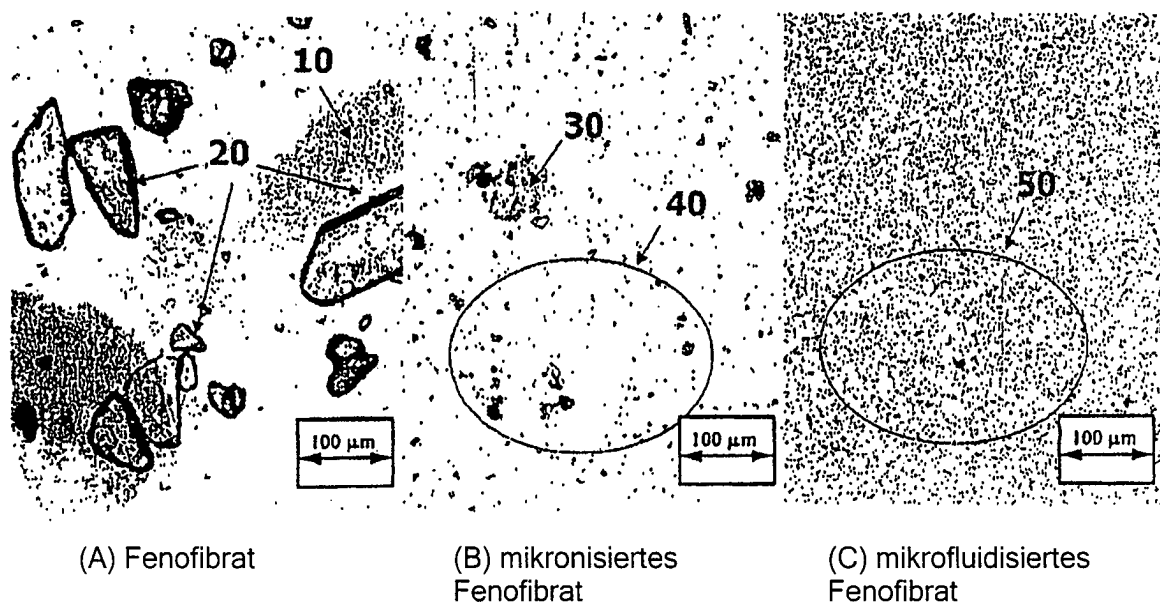 10
20
30
40
50
100 µm
100 µm
100 µm
(A) Fenofibrat
(B) mikronisiertes
Fenofibrat
(C) mikrofluidisiertes
Fenofibrat